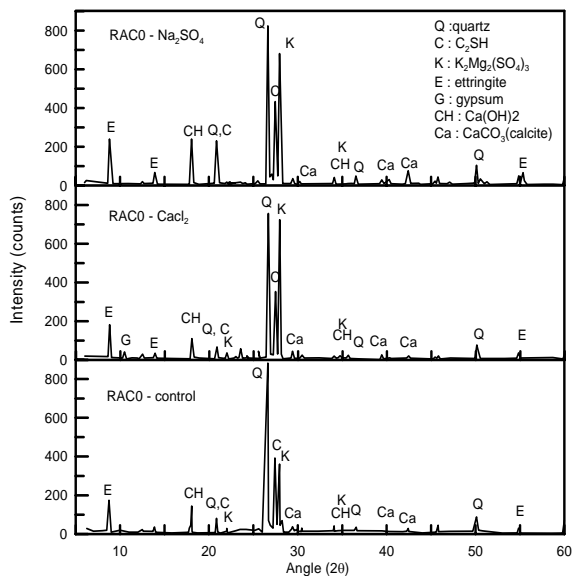 RAC0 - Na₂SO₄
Q
K
C
E
E
CH
Q,C
Ca
K
CH
Q
Ca
Ca
Q
E
Q :quartz
C : C₂SH
K : K₂Mg₂(SO₄)₃
E : ettringite
G : gypsum
CH : Ca(OH)2
Ca : CaCO₃(calcite)
800
600
400
200
0
RAC0 - Cacl₂
Q
K
C
E
G
E
CH
Q, C
K
Ca
K
CH
Q
Ca
Ca
Q
E
800
600
400
200
0
Intensity (counts)
RAC0 - control
Q
C
K
E
CH
Q,C
K
Ca
K
CH
Q
Ca
Ca
Q
E
800
600
400
200
0
10 20 30 40 50 60
Angle (2θ)